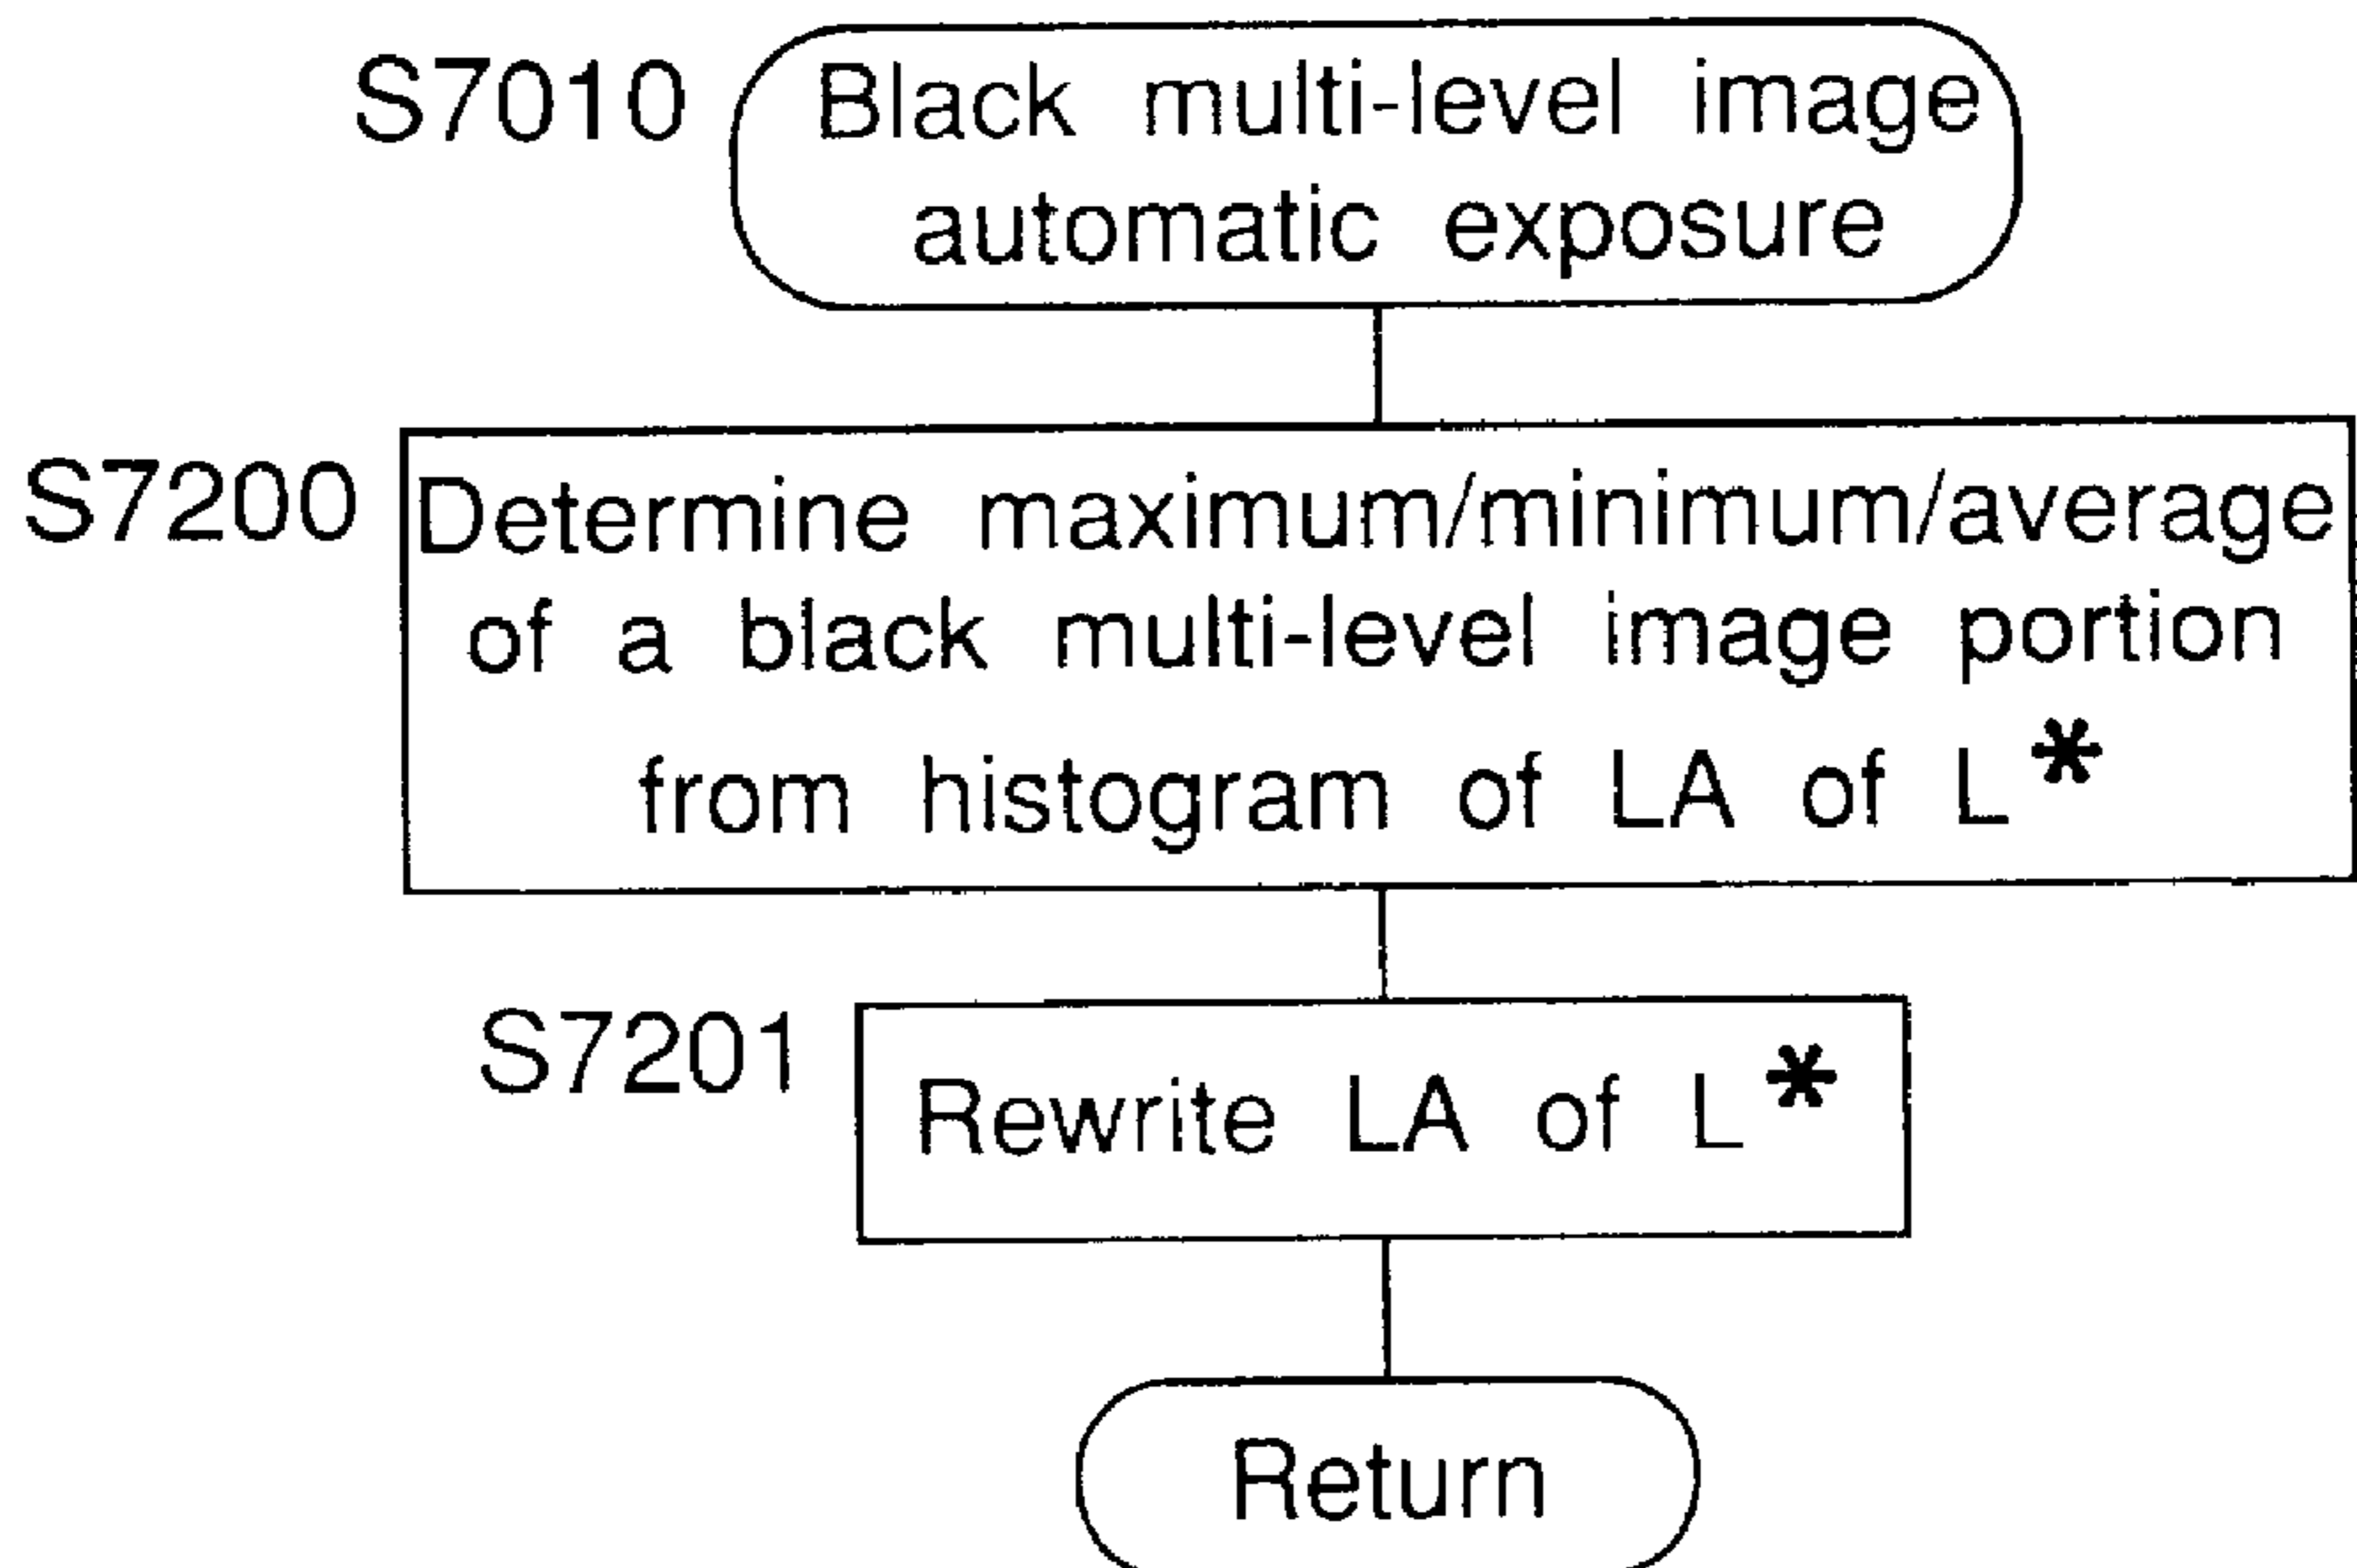 S7010 Black multi-level image
automatic exposure
S7200 Determine maximum/minimum/average
of a black multi-level image portion
from histogram of LA of L*
S7201 Rewrite LA of L*
Return